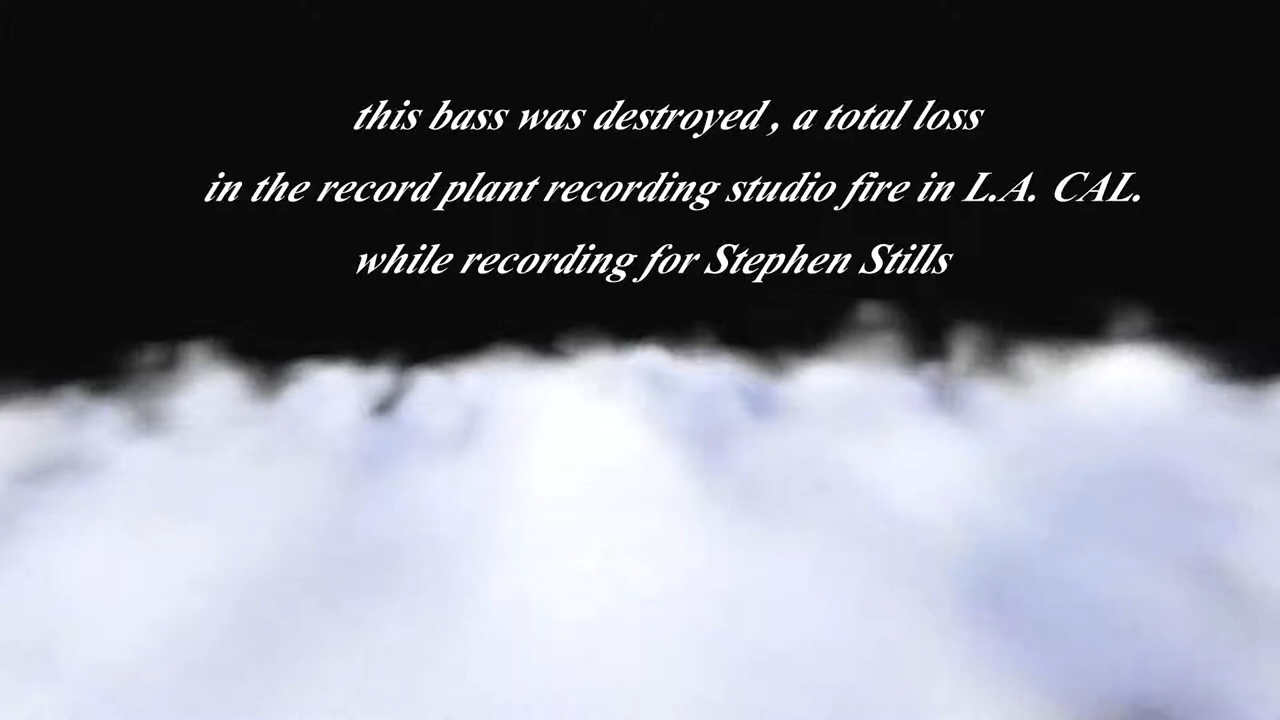 this bass was destroyed , a total loss
in the record plant recording studio fire in L.A. CAL.
while recording for Stephen Stills